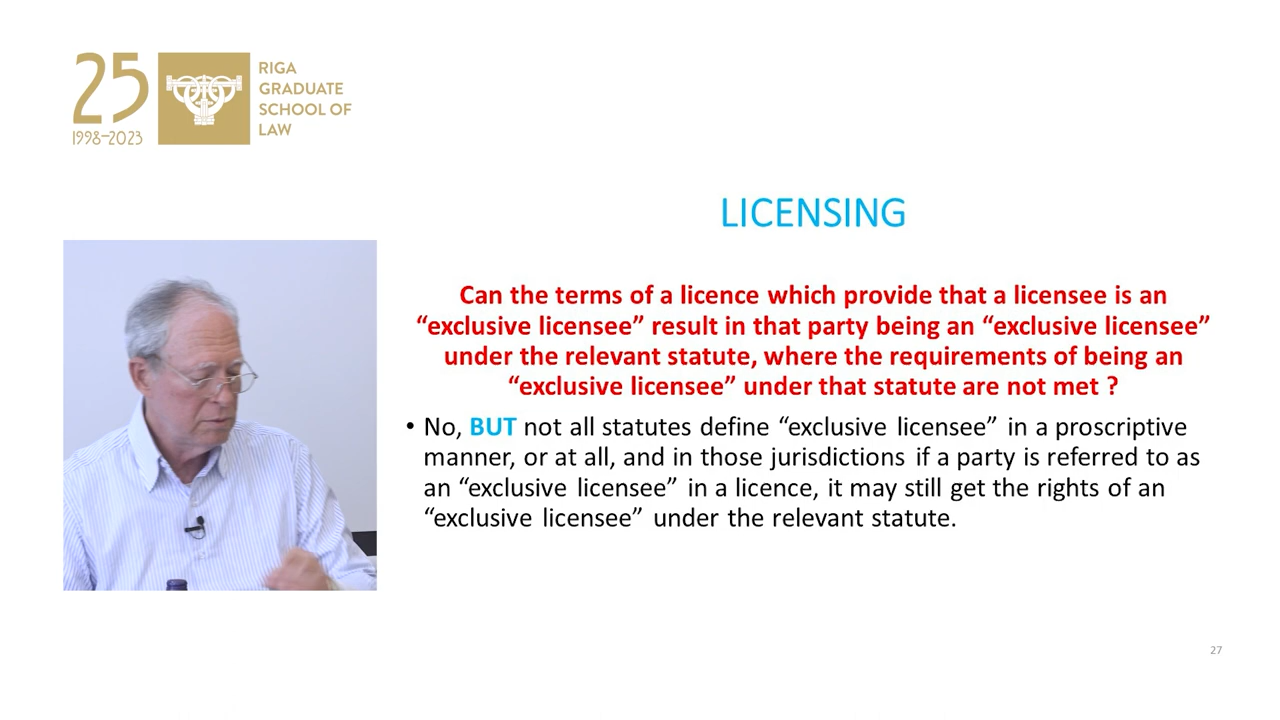 25
1998–2023
RIGA
GRADUATE
SCHOOL OF
LAW
LICENSING
Can the terms of a licence which provide that a licensee is an
“exclusive licensee” result in that party being an “exclusive licensee”
under the relevant statute, where the requirements of being an
“exclusive licensee” under that statute are not met ?
• No, BUT not all statutes define “exclusive licensee” in a proscriptive
manner, or at all, and in those jurisdictions if a party is referred to as
an “exclusive licensee” in a licence, it may still get the rights of an
“exclusive licensee” under the relevant statute.
27